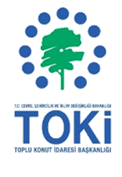 T.C. ÇEVRE, ŞEHİRCİLİK VE İKLİM DEĞİŞİKLİĞİ BAKANLIĞI
TOKİ
TOPLU KONUT İDARESİ BAŞKANLIĞI